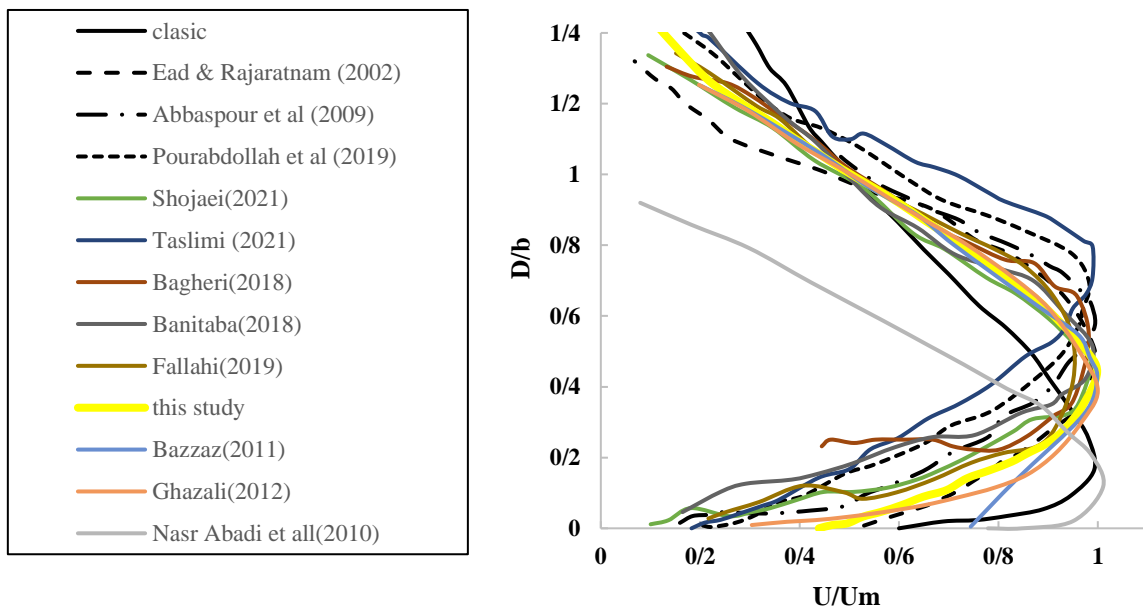 clasic
Ead & Rajaratnam (2002)
Abbaspour et al (2009)
Pourabdollah et al (2019)
Shojaei(2021)
Taslimi (2021)
Bagheri(2018)
Banitaba(2018)
Fallahi(2019)
this study
Bazzaz(2011)
Ghazali(2012)
Nasr Abadi et all(2010)
D/b
1/4
1/2
1
0/8
0/6
0/4
0/2
0
0 0/2 0/4 0/6 0/8 1
U/Um